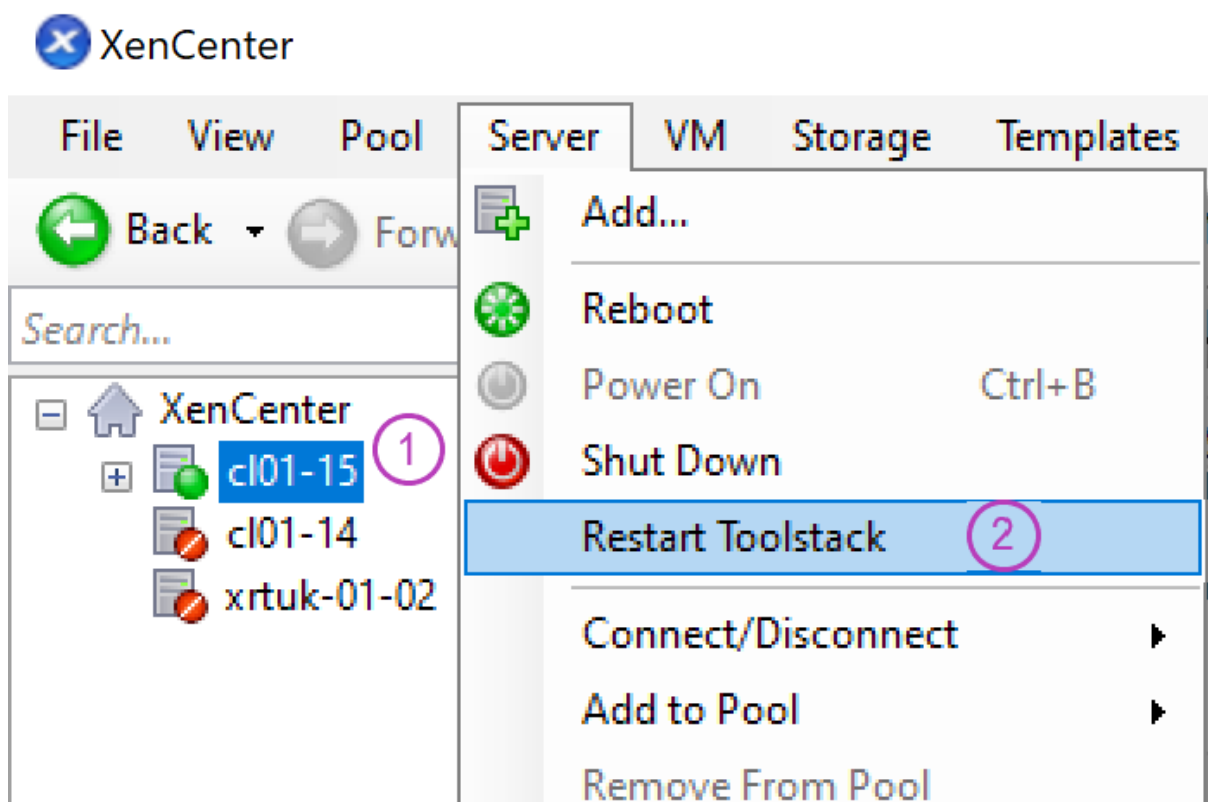 XenCenter
File View Pool Server VM Storage Templates
Back Forw
Add...
Search...
Reboot
Power On Ctrl+B
XenCenter
1
cl01-15
Shut Down
cl01-14
Restart Toolstack 2
xrtuk-01-02
Connect/Disconnect
Add to Pool
Remove From Pool